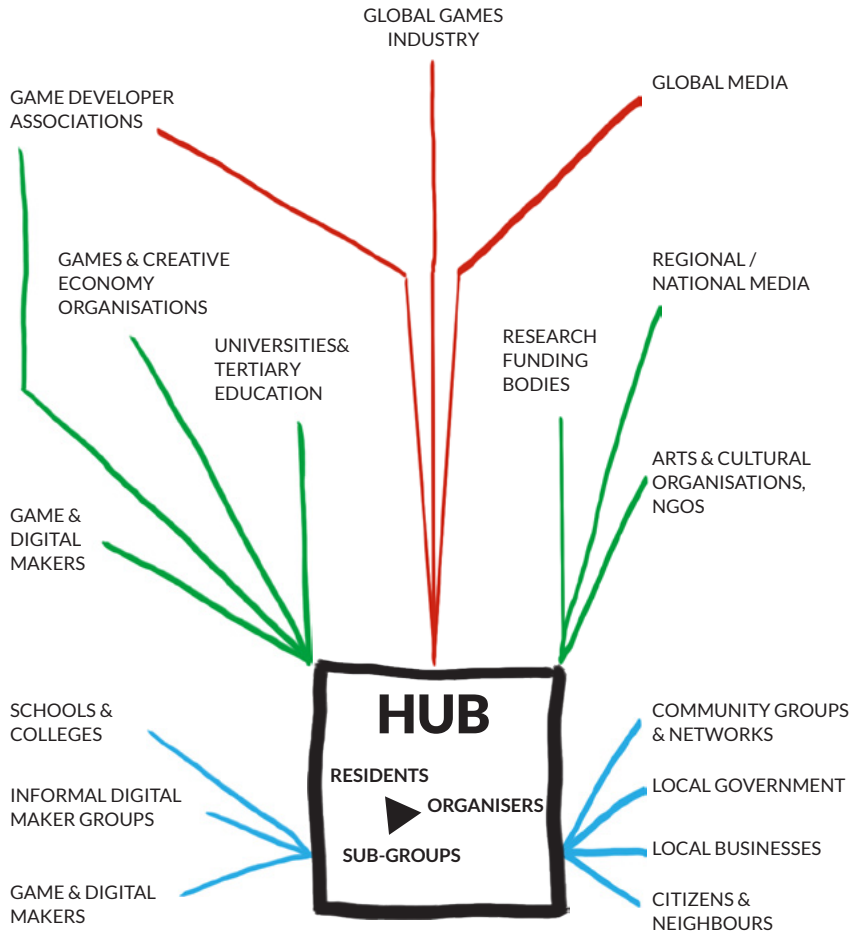 GLOBAL GAMES
INDUSTRY
GLOBAL MEDIA
GAME DEVELOPER
ASSOCIATIONS
GAMES & CREATIVE
ECONOMY
ORGANISATIONS
REGIONAL /
NATIONAL MEDIA
UNIVERSITIES&
TERTIARY
EDUCATION
RESEARCH
FUNDING
BODIES
ARTS & CULTURAL
ORGANISATIONS,
NGOS
GAME &
DIGITAL
MAKERS
HUB
RESIDENTS
ORGANISERS
SUB-GROUPS
SCHOOLS &
COLLEGES
INFORMAL DIGITAL
MAKER GROUPS
GAME & DIGITAL
MAKERS
COMMUNITY GROUPS
& NETWORKS
LOCAL GOVERNMENT
LOCAL BUSINESSES
CITIZENS &
NEIGHBOURS